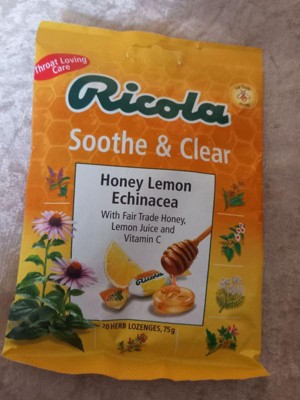 Throat Loving
Care
Ricola
Soothe & Clear
Honey Lemon
Echinacea
With Fair Trade Honey,
Lemon Juice and
Vitamin C
Ricola
20 HERB LOZENGES, 75g